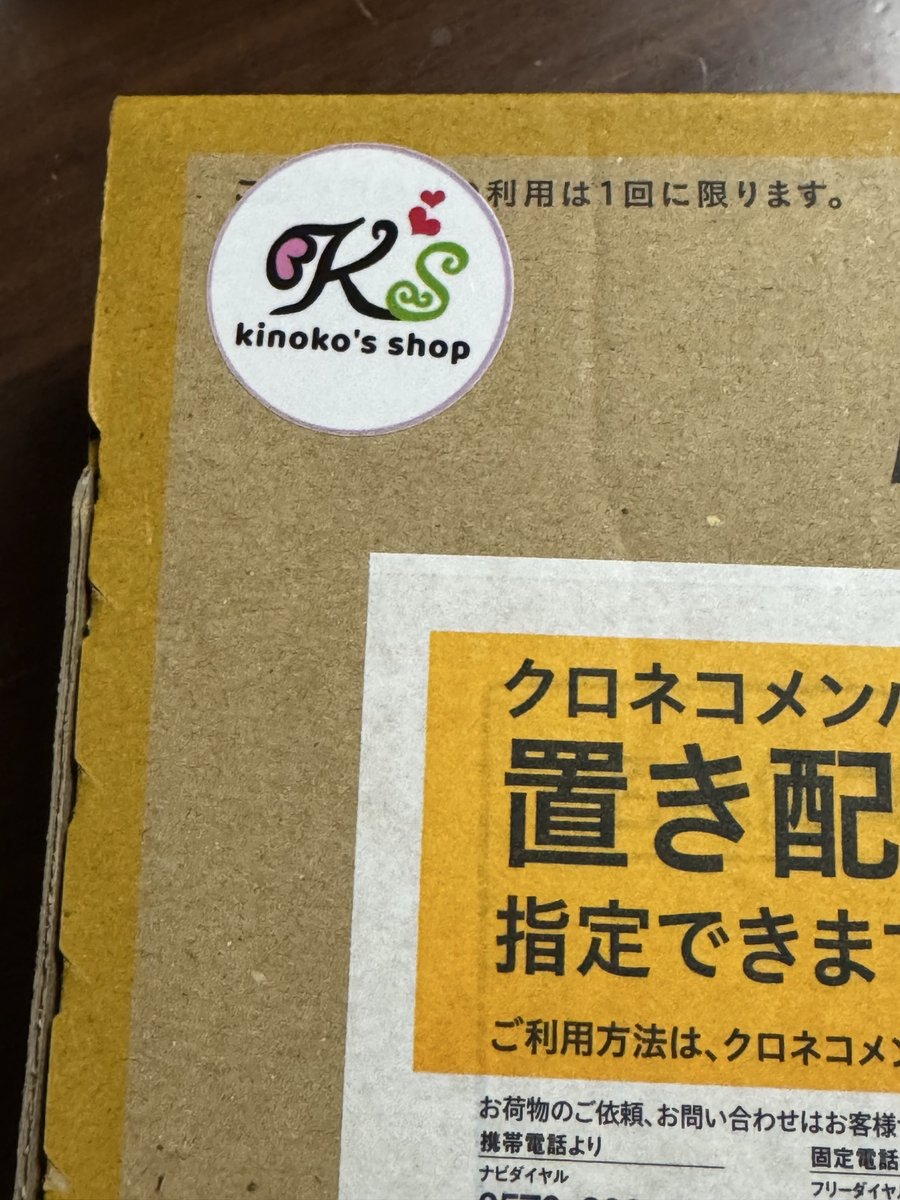 の利用は1回に限ります。
Ks
kinoko's shop
クロネコメン
置き配
指定できま
ご利用方法は、クロネコメン
お荷物のご依頼、お問い合わせはお客様
携帯電話より
固定電話
ナビダイヤル
フリーダイヤ